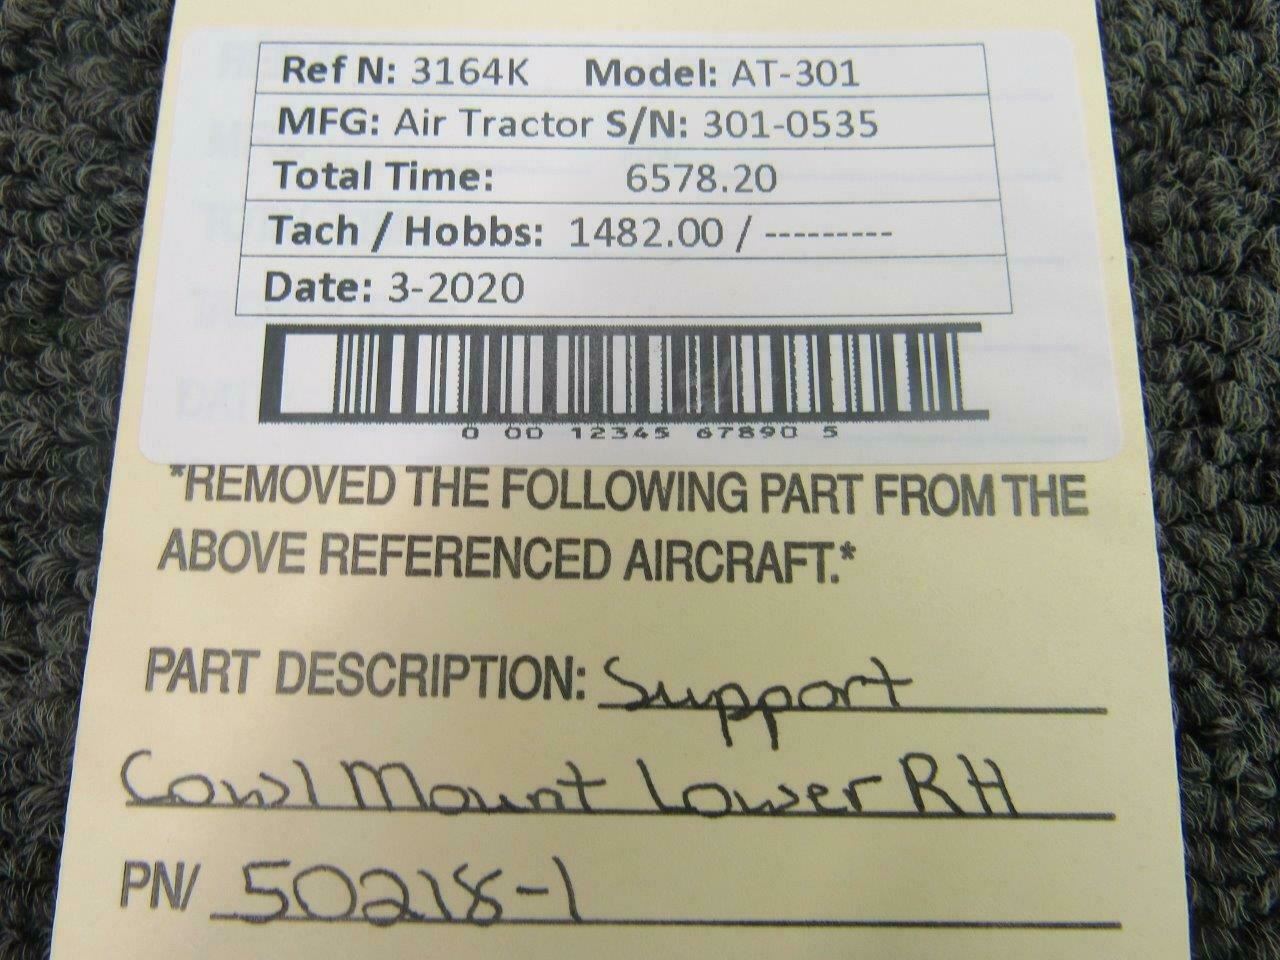 Ref N: 3164K Model: AT-301
MFG: Air Tractor S/N: 301-0535
Total Time: 6578.20
Tach / Hobbs: 1482.00 / ---------
Date: 3-2020
0 00 12345 67890 5
*REMOVED THE FOLLOWING PART FROM THE
ABOVE REFERENCED AIRCRAFT.*
PART DESCRIPTION: Support
Cowl Mount Lower RH
PN/ 50218-1